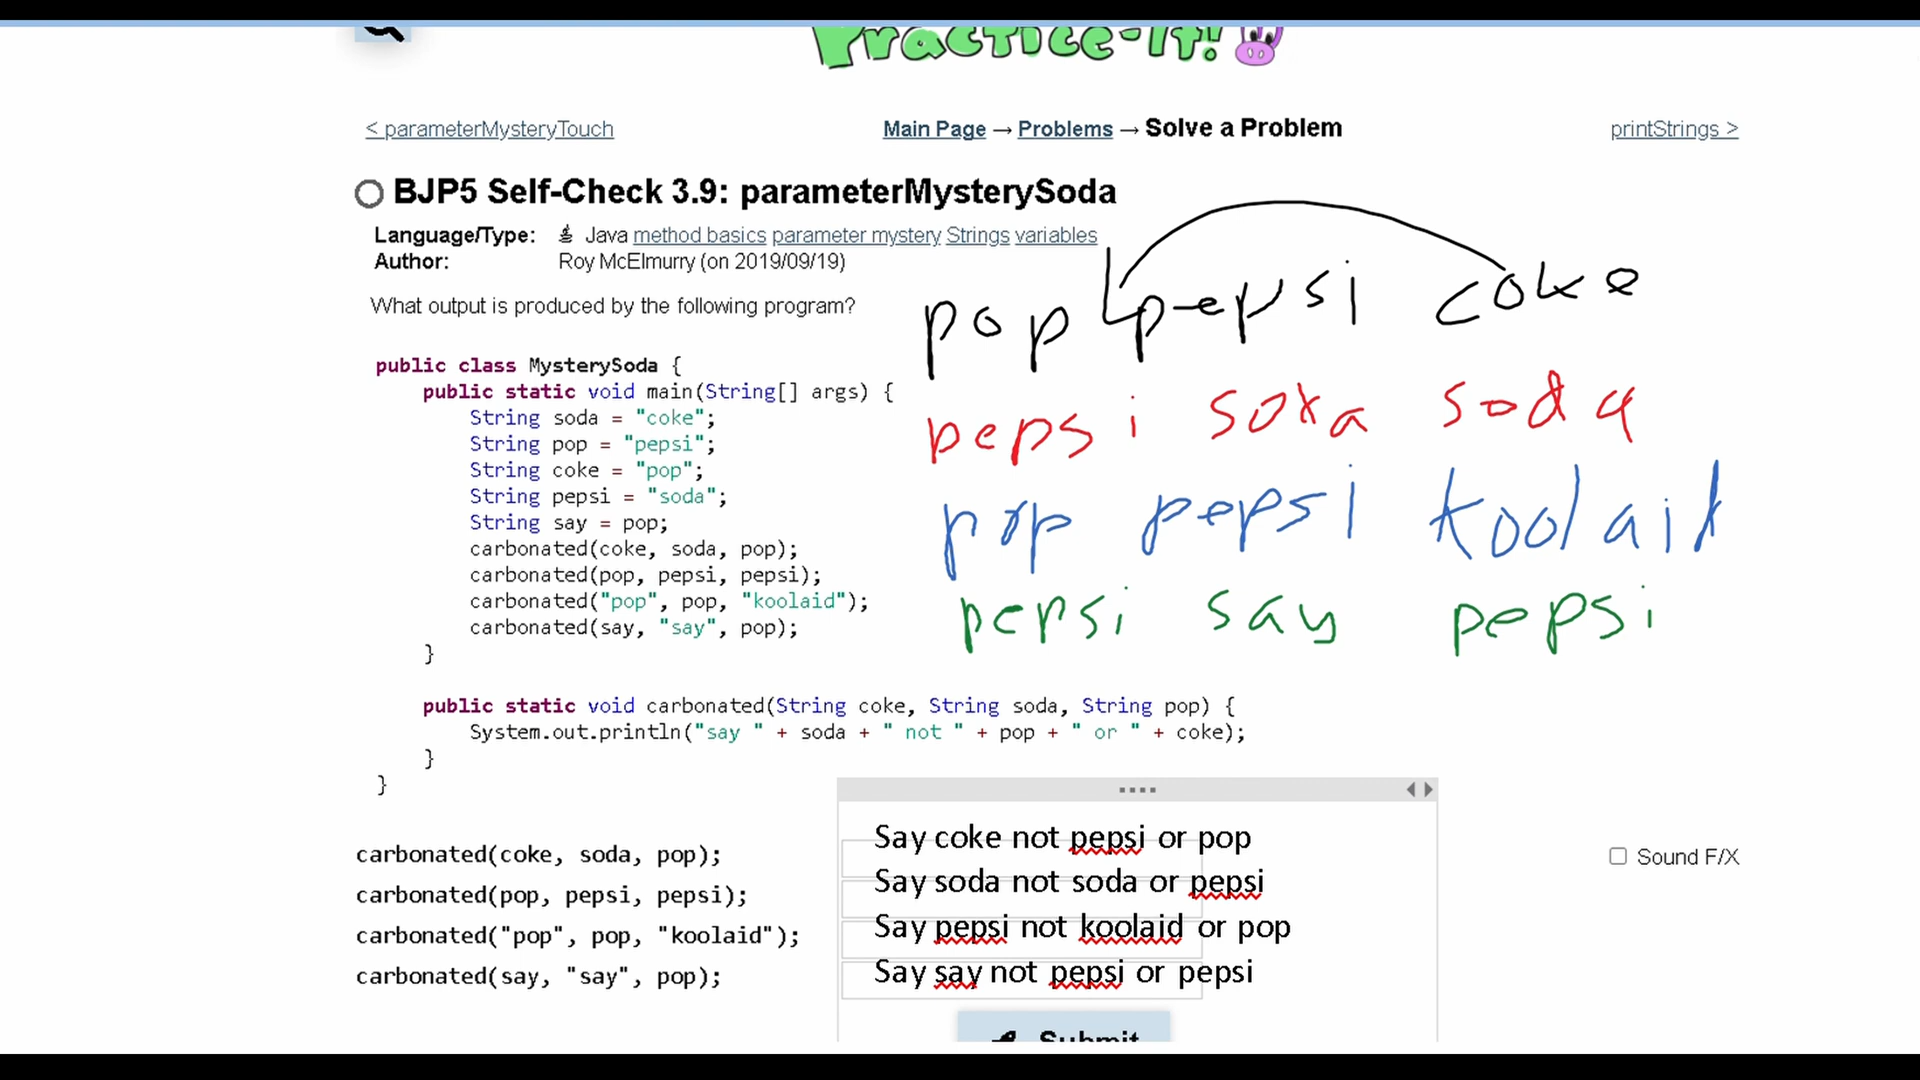 Practice-It!
< parameterMysteryTouch
Main Page → Problems → Solve a Problem
printStrings >
BJP5 Self-Check 3.9: parameterMysterySoda
Language/Type: Java method basics parameter mystery Strings variables
Author: Roy McElmurry (on 2019/09/19)
What output is produced by the following program?
pop pepsi coke
pepsi soda soda
pop pepsi koolaid
pepsi say pepsi
public class MysterySoda {
public static void main(String[] args) {
String soda = "coke";
String pop = "pepsi";
String coke = "pop";
String pepsi = "soda";
String say = pop;
carbonated(coke, soda, pop);
carbonated(pop, pepsi, pepsi);
carbonated("pop", pop, "koolaid");
carbonated(say, "say", pop);
}
public static void carbonated(String coke, String soda, String pop) {
System.out.println("say " + soda + " not " + pop + " or " + coke);
}
}
carbonated(coke, soda, pop);
carbonated(pop, pepsi, pepsi);
carbonated("pop", pop, "koolaid");
carbonated(say, "say", pop);
Say coke not pepsi or pop
Say soda not soda or pepsi
Say pepsi not koolaid or pop
Say say not pepsi or pepsi
Submit
Sound F/X